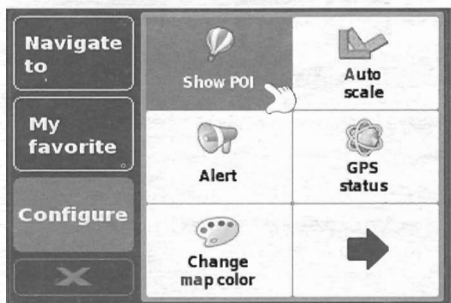 Navigate
to
My
favorite
Configure
Show POI
Auto
scale
Alert
GPS
status
Change
map color